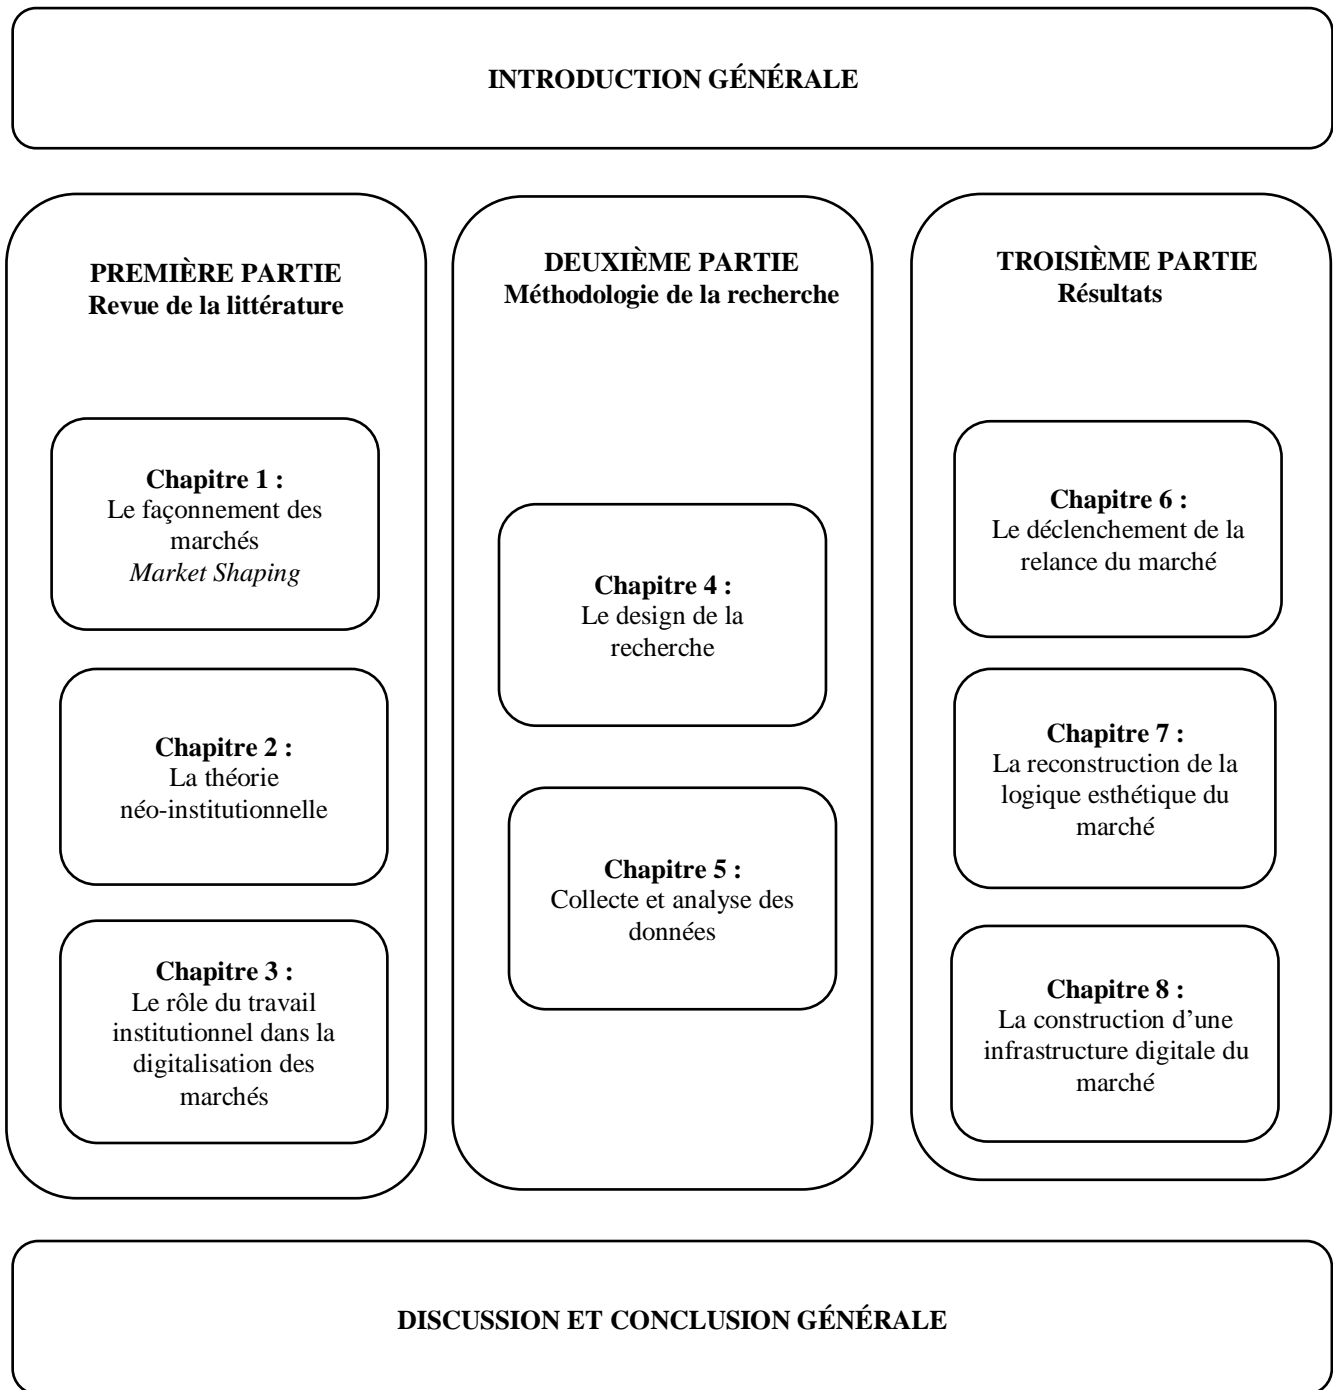 INTRODUCTION GÉNÉRALE
PREMIÈRE PARTIE
Revue de la littérature
Chapitre 1 :
Le façonnement des
marchés
Market Shaping
Chapitre 2 :
La théorie
néo-institutionnelle
Chapitre 3 :
Le rôle du travail
institutionnel dans la
digitalisation des
marchés
DEUXIÈME PARTIE
Méthodologie de la recherche
Chapitre 4 :
Le design de la
recherche
Chapitre 5 :
Collecte et analyse des
données
TROISIÈME PARTIE
Résultats
Chapitre 6 :
Le déclenchement de la
relance du marché
Chapitre 7 :
La reconstruction de la
logique esthétique du
marché
Chapitre 8 :
La construction d’une
infrastructure digitale du
marché
DISCUSSION ET CONCLUSION GÉNÉRALE